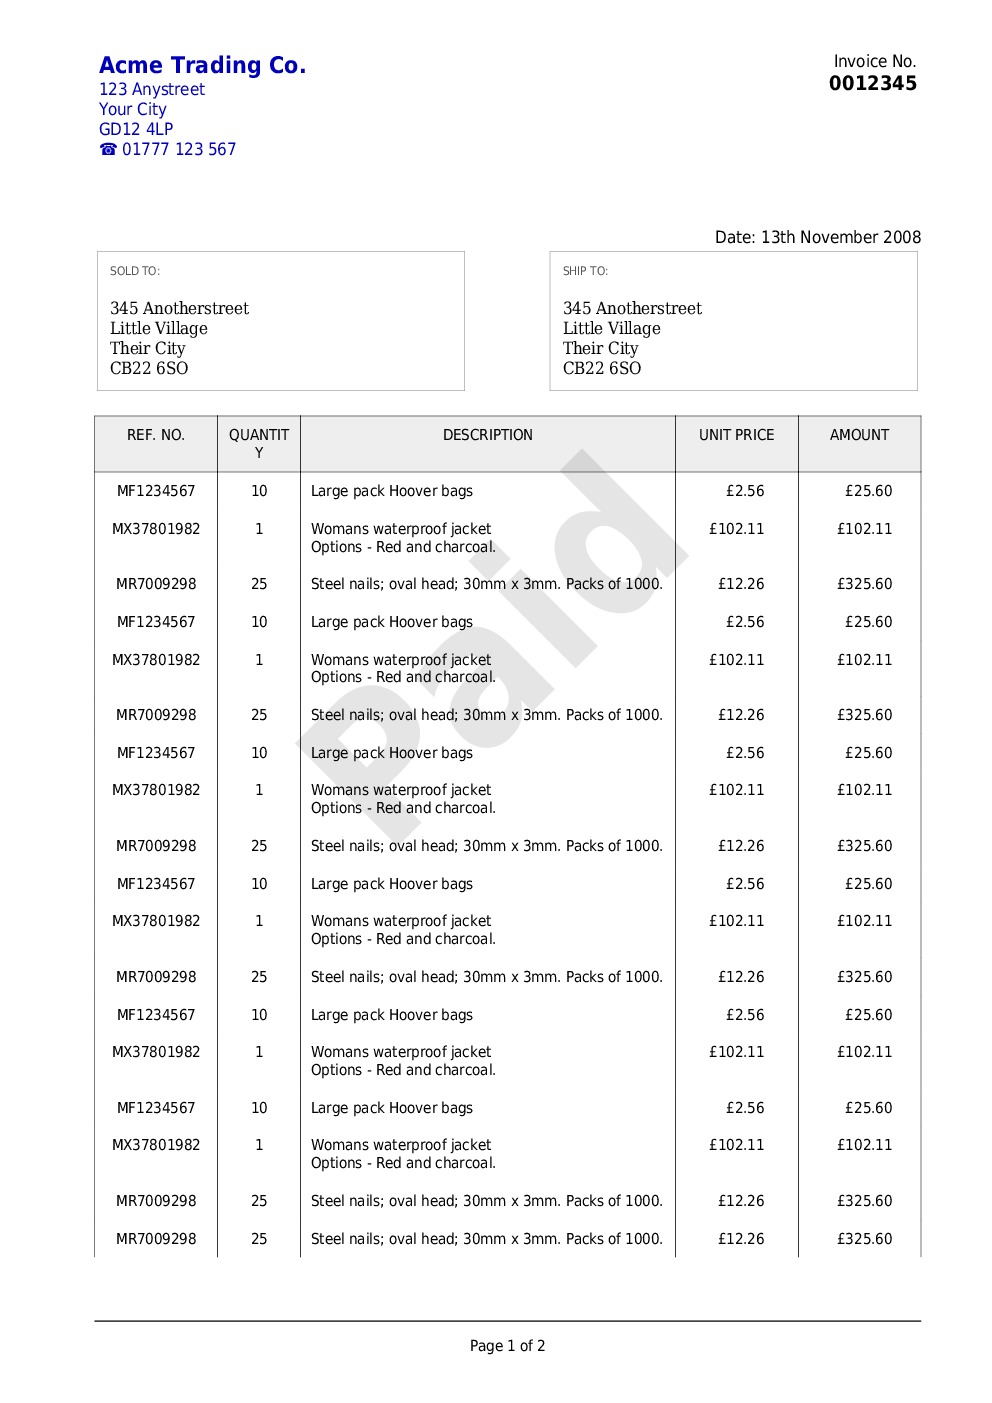 Acme Trading Co.
123 Anystreet
Your City
GD12 4LP
☎ 01777 123 567
Invoice No.
0012345
Date: 13th November 2008
SOLD TO:
345 Anotherstreet
Little Village
Their City
CB22 6SO
SHIP TO:
345 Anotherstreet
Little Village
Their City
CB22 6SO
REF. NO. QUANTIT DESCRIPTION UNIT PRICE AMOUNT
Y
MF1234567 10 Large pack Hoover bags £2.56 £25.60
MX37801982 1 Womans waterproof jacket £102.11 £102.11
Options - Red and charcoal.
MR7009298 25 Steel nails; oval head; 30mm x 3mm. Packs of 1000. £12.26 £325.60
MF1234567 10 Large pack Hoover bags £2.56 £25.60
MX37801982 1 Womans waterproof jacket £102.11 £102.11
Options - Red and charcoal.
MR7009298 25 Steel nails; oval head; 30mm x 3mm. Packs of 1000. £12.26 £325.60
MF1234567 10 Large pack Hoover bags £2.56 £25.60
MX37801982 1 Womans waterproof jacket £102.11 £102.11
Options - Red and charcoal.
MR7009298 25 Steel nails; oval head; 30mm x 3mm. Packs of 1000. £12.26 £325.60
MF1234567 10 Large pack Hoover bags £2.56 £25.60
MX37801982 1 Womans waterproof jacket £102.11 £102.11
Options - Red and charcoal.
MR7009298 25 Steel nails; oval head; 30mm x 3mm. Packs of 1000. £12.26 £325.60
MF1234567 10 Large pack Hoover bags £2.56 £25.60
MX37801982 1 Womans waterproof jacket £102.11 £102.11
Options - Red and charcoal.
MF1234567 10 Large pack Hoover bags £2.56 £25.60
MX37801982 1 Womans waterproof jacket £102.11 £102.11
Options - Red and charcoal.
MR7009298 25 Steel nails; oval head; 30mm x 3mm. Packs of 1000. £12.26 £325.60
MR7009298 25 Steel nails; oval head; 30mm x 3mm. Packs of 1000. £12.26 £325.60
Paid
Page 1 of 2